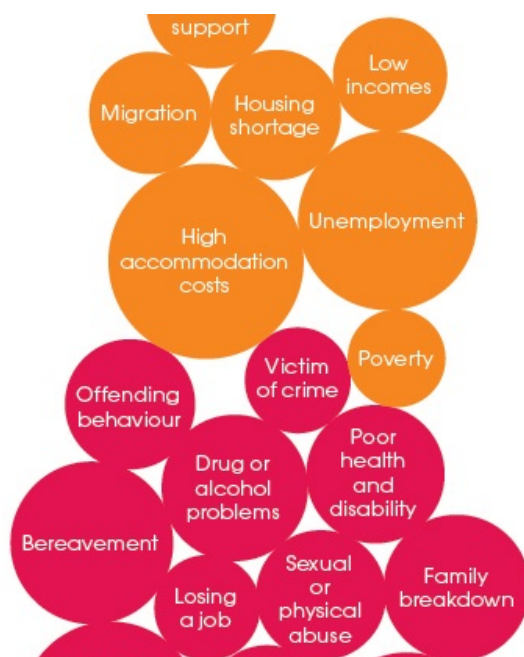 support
Low
incomes
Migration
Housing
shortage
Unemployment
High
accommodation
costs
Poverty
Victim
of crime
Offending
behaviour
Poor
health
and
disability
Drug or
alcohol
problems
Bereavement
Sexual
or
physical
abuse
Family
breakdown
Losing
a job